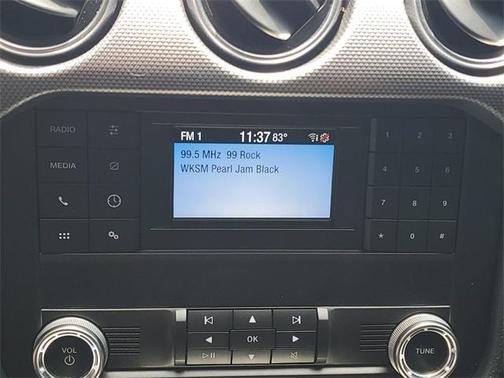 FM 1 11:37 83°
99.5 MHz 99 Rock
WKSM Pearl Jam Black
RADIO
MEDIA
1 2 3
4 5 6
7 8 9
* 0 #
OK
VOL
TUNE